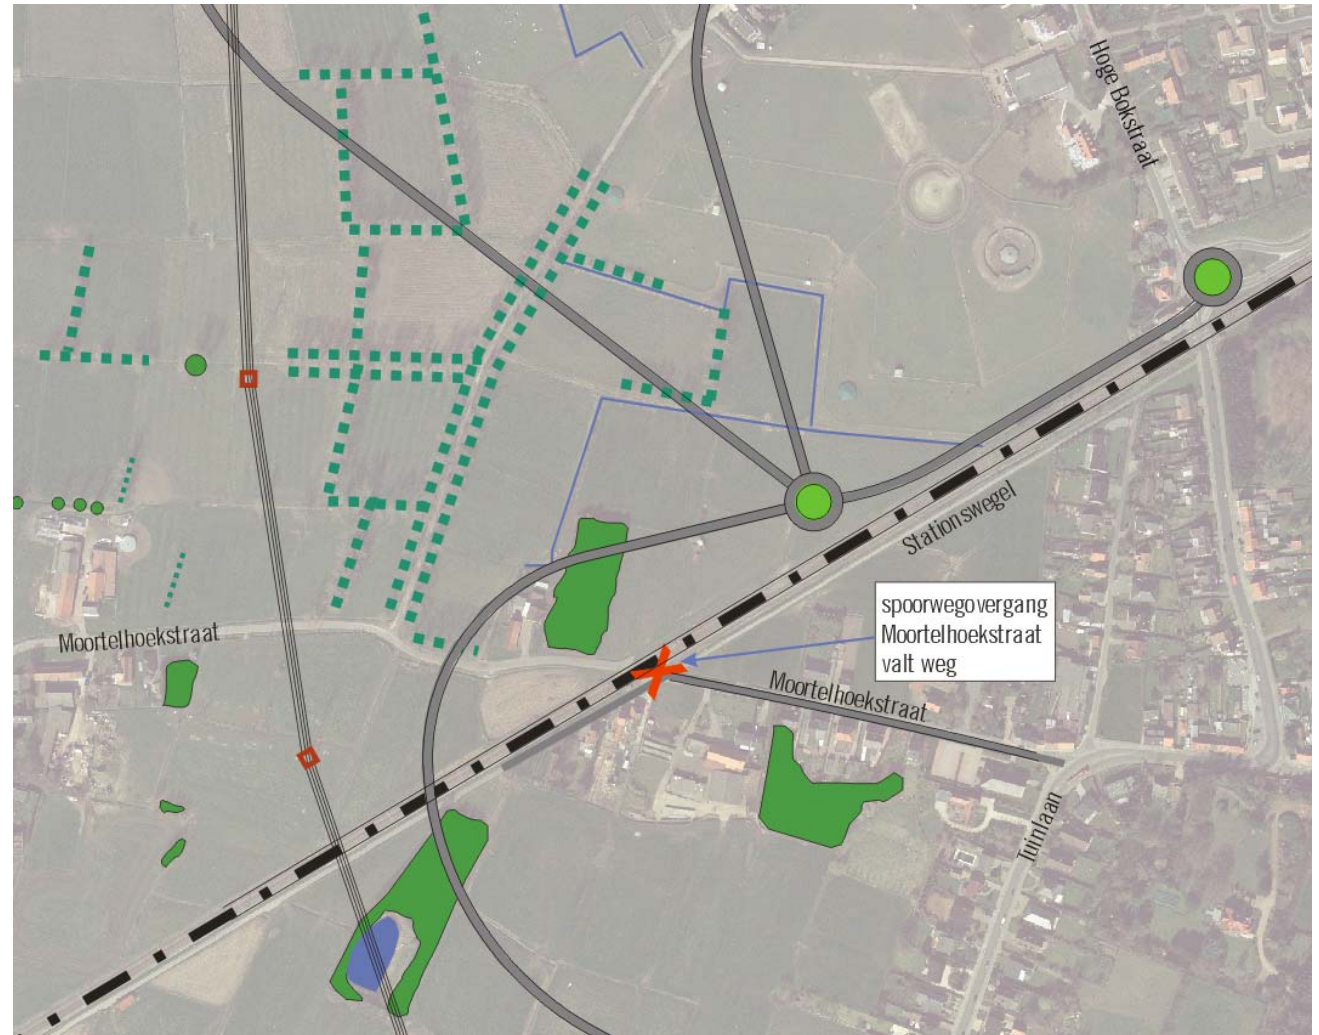 Hoge Bokstraat
Stationswegel
spoorwegovergang
Moortelhoekstraat
valt weg
Moortelhoekstraat
Moortelhoekstraat
Tuinlaan